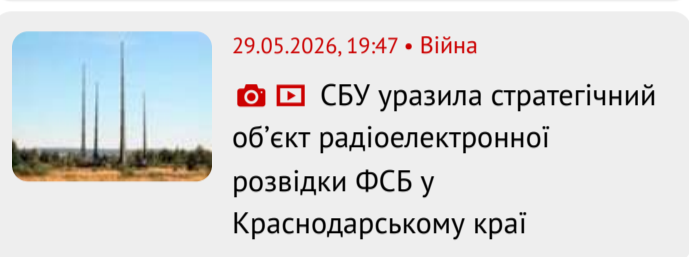 29.05.2026, 19:47 • Війна
СБУ уразила стратегічний
об’єкт радіоелектронної
розвідки ФСБ у
Краснодарському краї